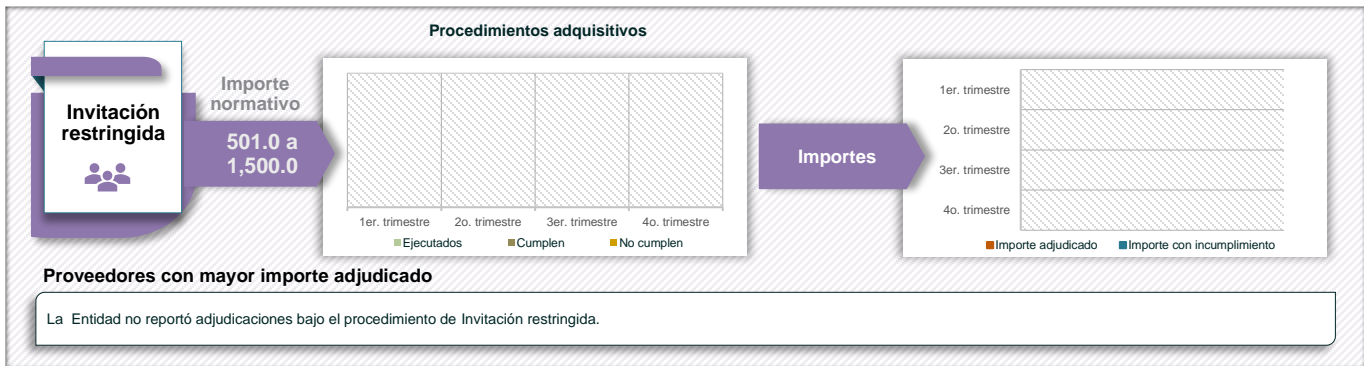 Procedimientos adquisitivos
Invitación
restringida
Importe
normativo
501.0 a
1,500.0
1er. trimestre 2o. trimestre 3er. trimestre 4o. trimestre
Ejecutados Cumplen No cumplen
Importes
1er. trimestre
2o. trimestre
3er. trimestre
4o. trimestre
Importe adjudicado Importe con incumplimiento
Proveedores con mayor importe adjudicado
La Entidad no reportó adjudicaciones bajo el procedimiento de Invitación restringida.